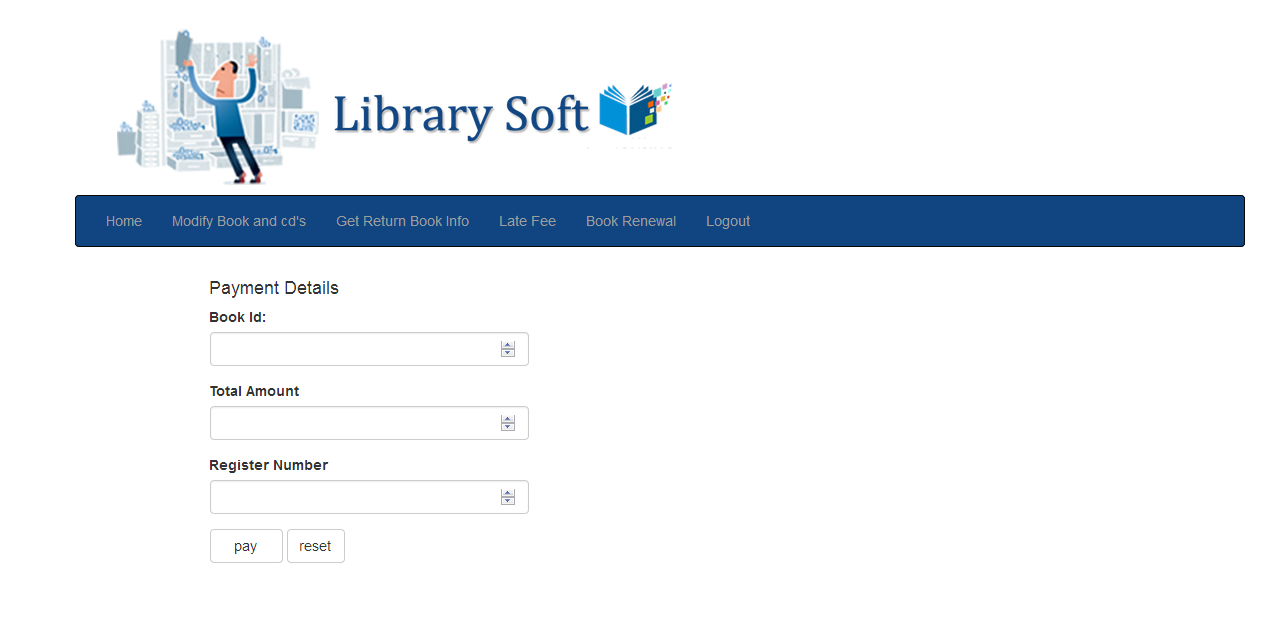 Library Soft
Home Modify Book and cd's Get Return Book Info Late Fee Book Renewal Logout
Payment Details
Book Id:
Total Amount
Register Number
pay reset